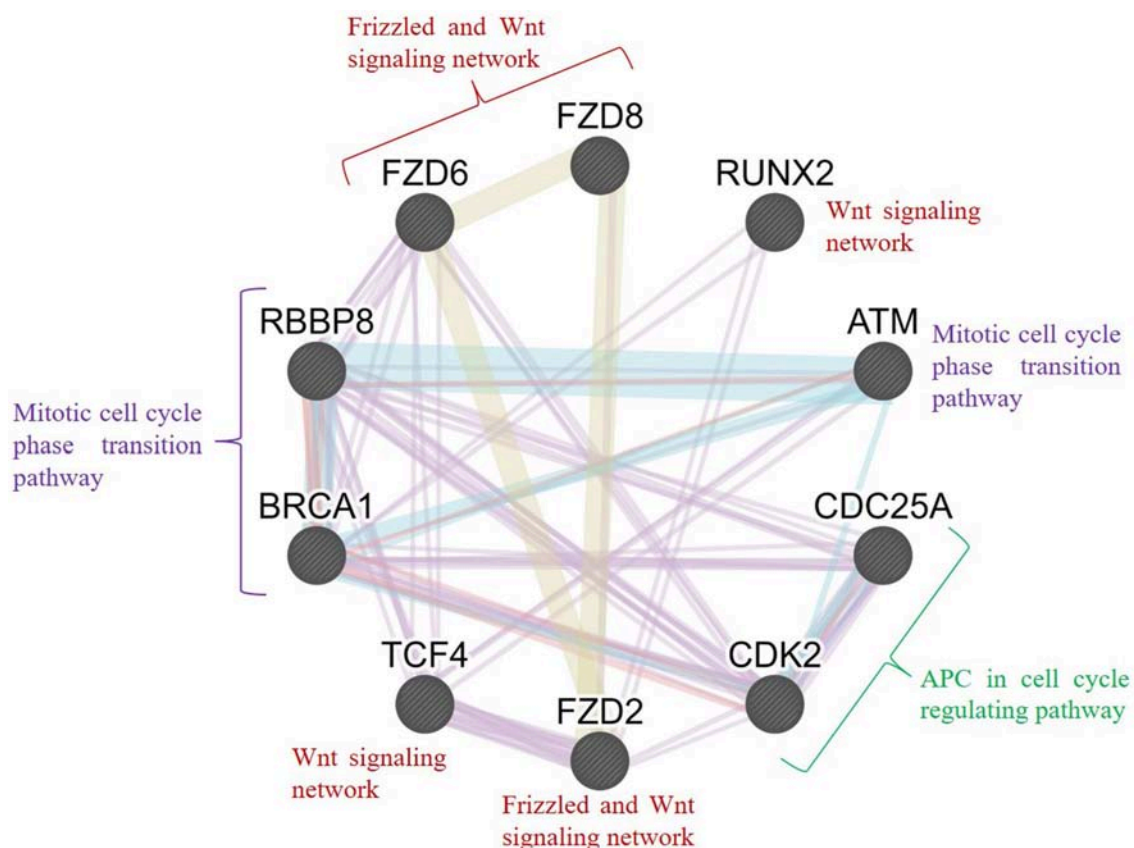 Frizzled and Wnt
signaling network
FZD8
FZD6
RUNX2
Wnt signaling
network
RBBP8
ATM
Mitotic cell cycle
phase transition
pathway
Mitotic cell cycle
phase transition
pathway
BRCA1
CDC25A
TCF4
CDK2
APC in cell cycle
regulating pathway
FZD2
Wnt signaling
network
Frizzled and Wnt
signaling network